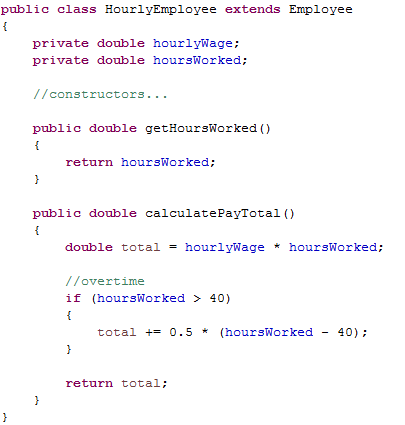 public class HourlyEmployee extends Employee
{
    private double hourlyWage;
    private double hoursWorked;

    //constructors...

    public double getHoursWorked()
    {
        return hoursWorked;
    }

    public double calculatePayTotal()
    {
        double total = hourlyWage * hoursWorked;

        //overtime
        if (hoursWorked > 40)
        {
            total += 0.5 * (hoursWorked - 40);
        }

        return total;
    }
}